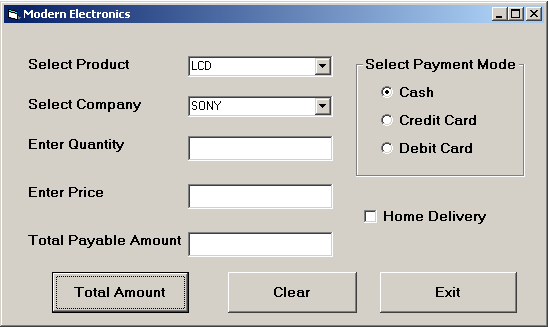 Modern Electronics
Select Product
LCD
Select Company
SONY
Enter Quantity
Enter Price
Total Payable Amount
Select Payment Mode
Cash
Credit Card
Debit Card
Home Delivery
Total Amount
Clear
Exit